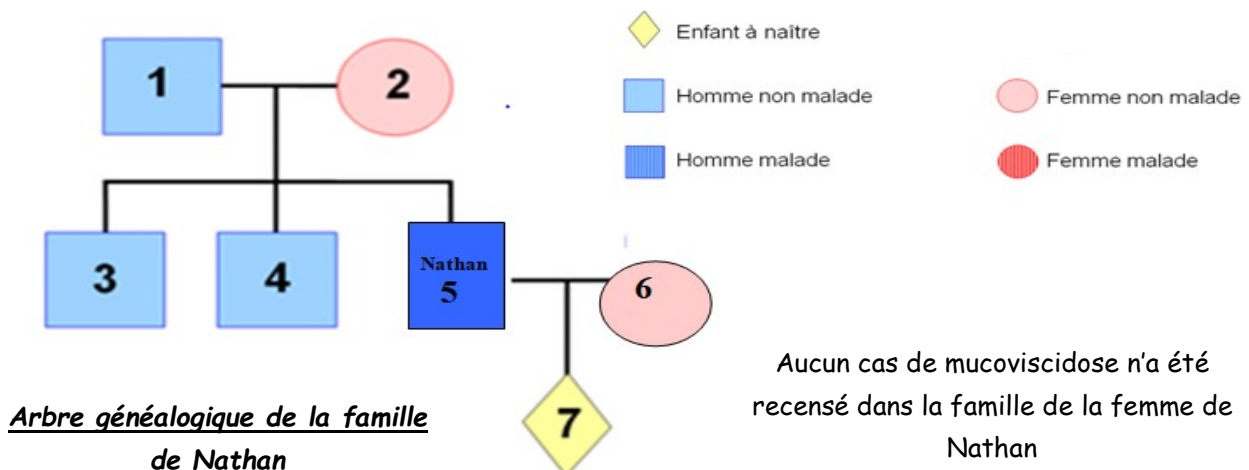 Enfant à naître
1
2
Homme non malade
Femme non malade
Homme malade
Femme malade
3
4
Nathan
5
6
7
Aucun cas de mucoviscidose n'a été
recensé dans la famille de la femme de
Nathan
Arbre généalogique de la famille
de Nathan